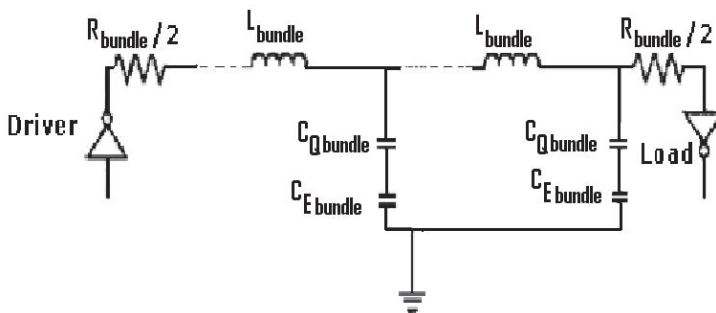 R bundle /2
L bundle
L bundle
R bundle /2
Driver
C Q bundle
C Q bundle
Load
C E bundle
C E bundle